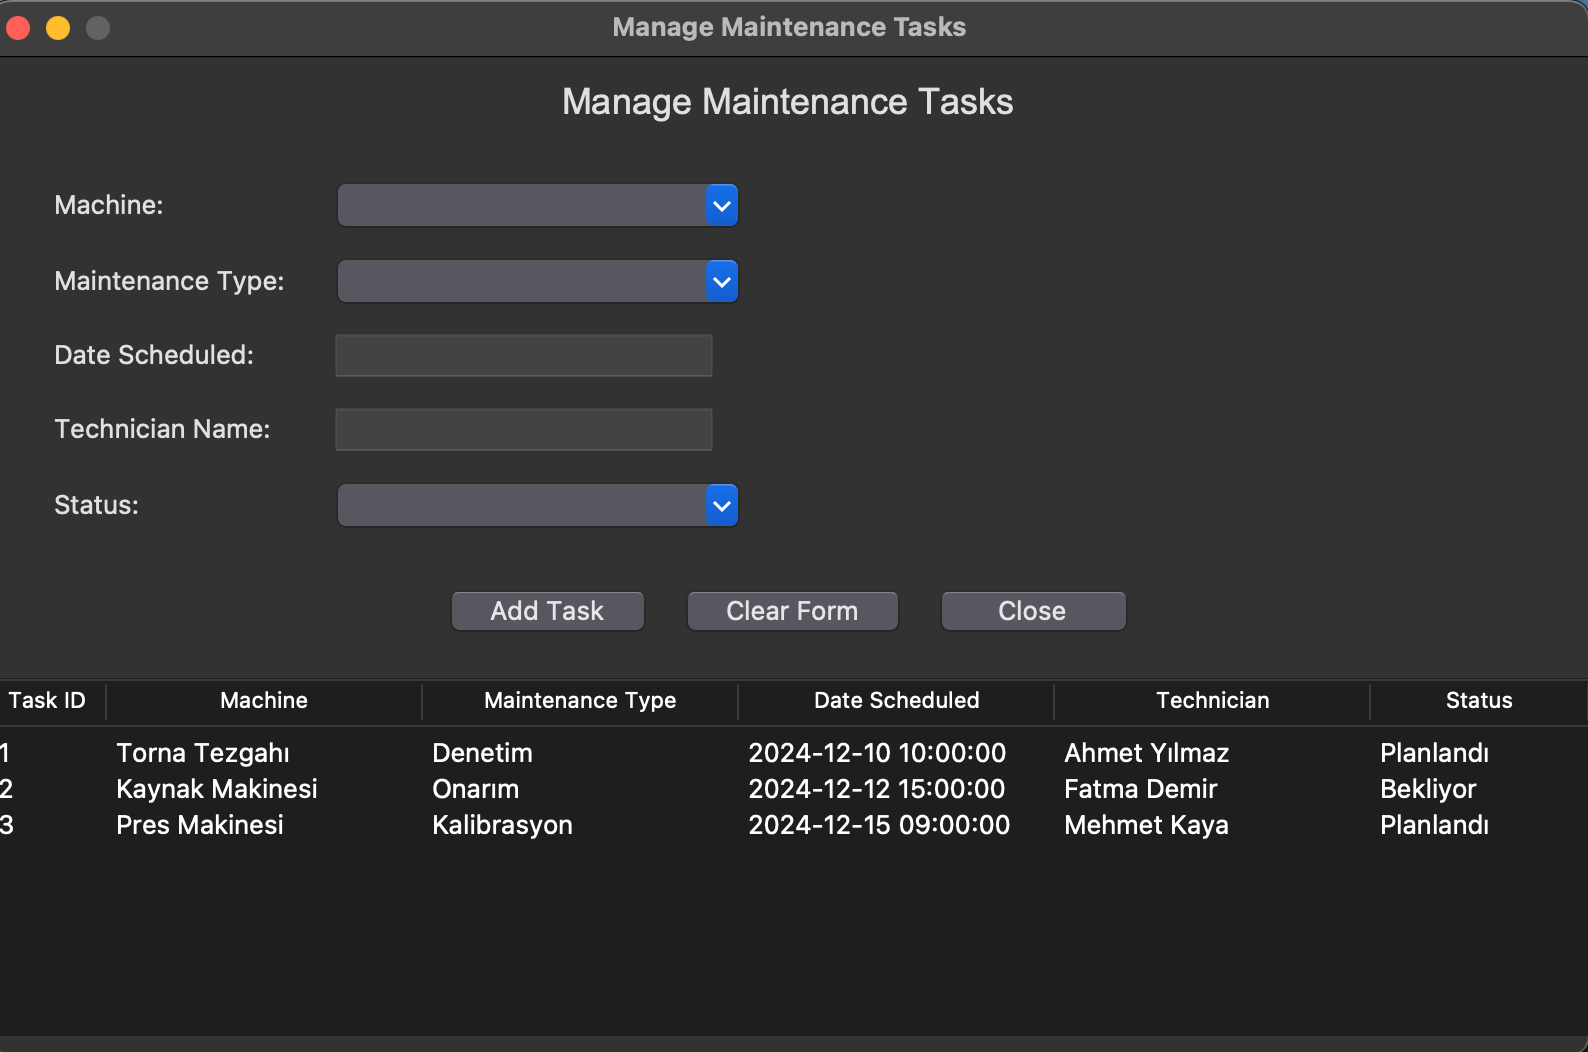 Manage Maintenance Tasks
Manage Maintenance Tasks
Machine:
Maintenance Type:
Date Scheduled:
Technician Name:
Status:
Add Task Clear Form Close
Task ID Machine Maintenance Type Date Scheduled Technician Status
1 Torna Tezgahı Denetim 2024-12-10 10:00:00 Ahmet Yılmaz Planlandı
2 Kaynak Makinesi Onarım 2024-12-12 15:00:00 Fatma Demir Bekliyor
3 Pres Makinesi Kalibrasyon 2024-12-15 09:00:00 Mehmet Kaya Planlandı